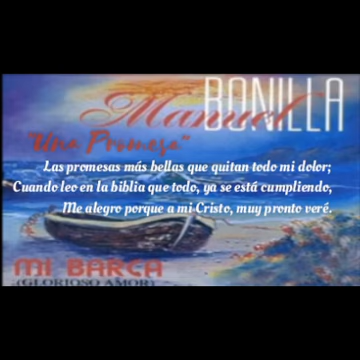 BONILLA
Manuel
"Una Promesa"
Las promesas más bellas que quitan todo mi dolor;
Cuando leo en la biblia que todo, ya se está cumpliendo,
Me alegro porque a mi Cristo, muy pronto veré.
MI BARCA
(GLORIOSO AMOR)